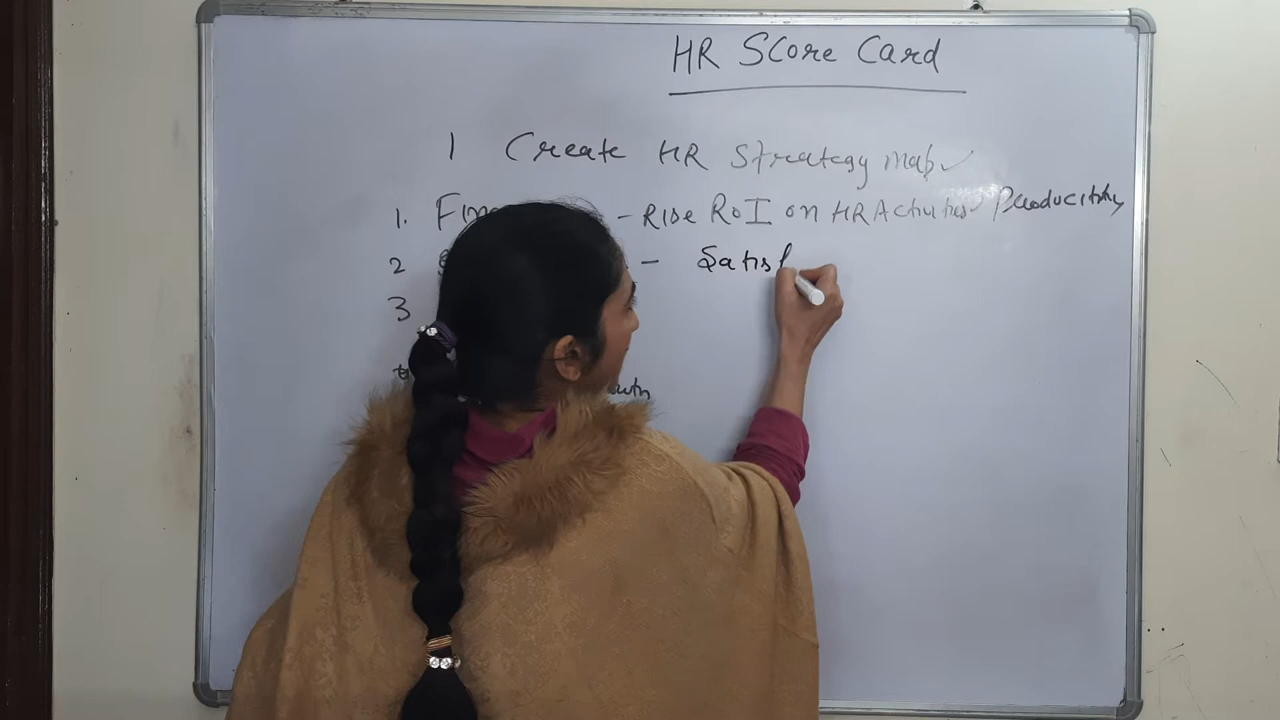 HR Score Card
1 Create HR Strategy map ✓
1. Fin - Rise RoI on HR Activities Productivity
2 - Satisf
3